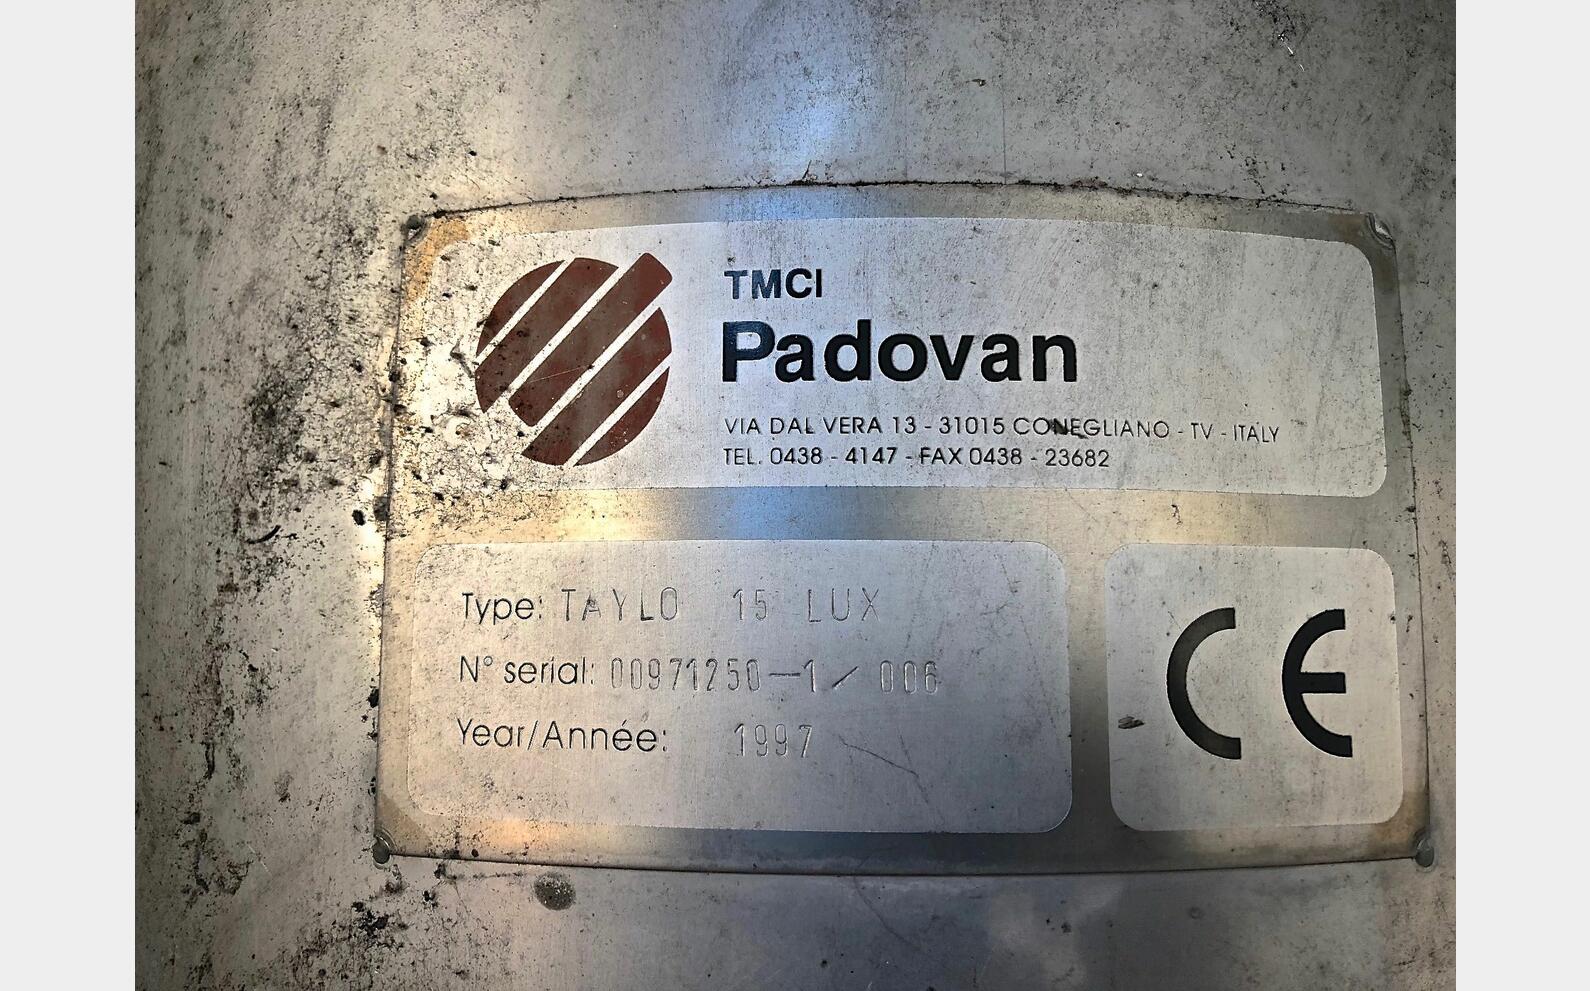 TMCI
Padovan
VIA DAL VERA 13 - 31015 CONEGLIANO - TV - ITALY
TEL. 0438 - 4147 - FAX 0438 - 23682
Type: TAYLO 15 LUX
N° serial: 00971250-1/006
Year/Année: 1997
CE